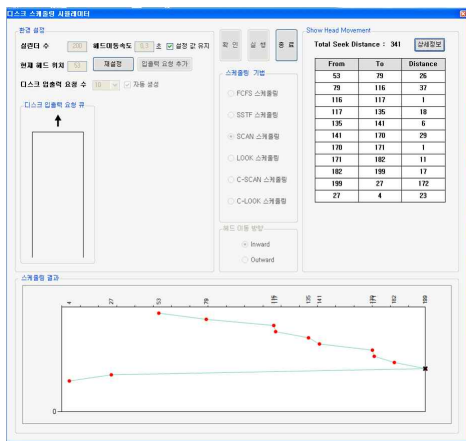 디스크 스케줄링 시뮬레이터
환경 설정
실린더 수 200 헤드이동속도 0,3 초 설정 값 유지
현재 헤드 위치 53 재설정 입출력 요청 추가
디스크 입출력 요청 수 10 자동 생성
디스크 입출력 요청 큐
확 인 실 행 종 료
스케줄링 기법
FCFS 스케줄링
SSTF 스케줄링
SCAN 스케줄링
LOOK 스케줄링
C-SCAN 스케줄링
C-LOOK 스케줄링
헤드 이동 방향
Inward
Outward
Show Head Movement
Total Seek Distance : 341 상세정보
From To Distance
53 79 26
79 116 37
116 117 1
117 135 18
135 141 6
141 170 29
170 171 1
171 182 11
182 199 17
199 27 172
27 4 23
스케줄링 결과
4 27 53 79 135 141 182 199
0